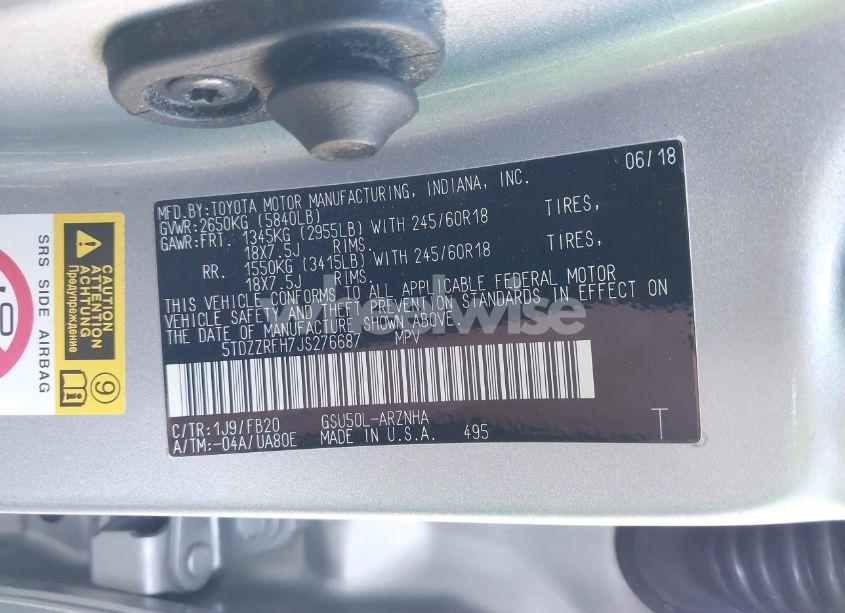 06/18
MFD.BY:TOYOTA MOTOR MANUFACTURING, INDIANA, INC.
GVWR:2650KG (5840LB)
GAWR:FRT. 1345KG (2955LB) WITH 245/60R18 TIRES,
18X7.5J RIMS.
RR. 1550KG (3415LB) WITH 245/60R18 TIRES,
18X7.5J RIMS.
THIS VEHICLE CONFORMS TO ALL APPLICABLE FEDERAL MOTOR
VEHICLE SAFETY AND THEFT PREVENTION STANDARDS IN EFFECT ON
THE DATE OF MANUFACTURE SHOWN ABOVE.
5TDZZRFH7JS276687 MPV
C/TR:1J9/FB20 GSU50L-ARZNHA
A/TM:-04A/UA80E MADE IN U.S.A. 495 T
wheelwise
SRS SIDE AIRBAG
CAUTION
ATTENTION
ACHTUNG
Предупреждение
9